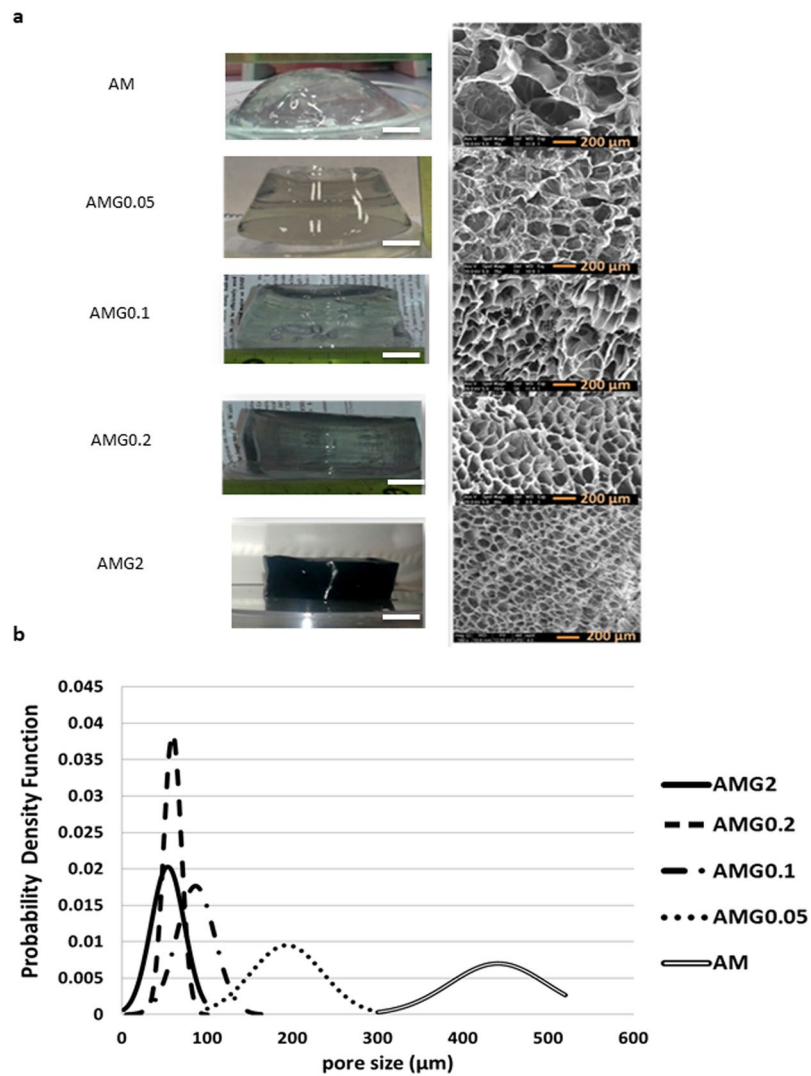 a
AM
200 µm
AMG0.05
200 µm
AMG0.1
200 µm
AMG0.2
200 µm
AMG2
200 µm
b
Probability Density Function
0.045
0.04
0.035
0.03
0.025
0.02
0.015
0.01
0.005
0
0 100 200 300 400 500 600
pore size (µm)
AMG2
AMG0.2
AMG0.1
AMG0.05
AM